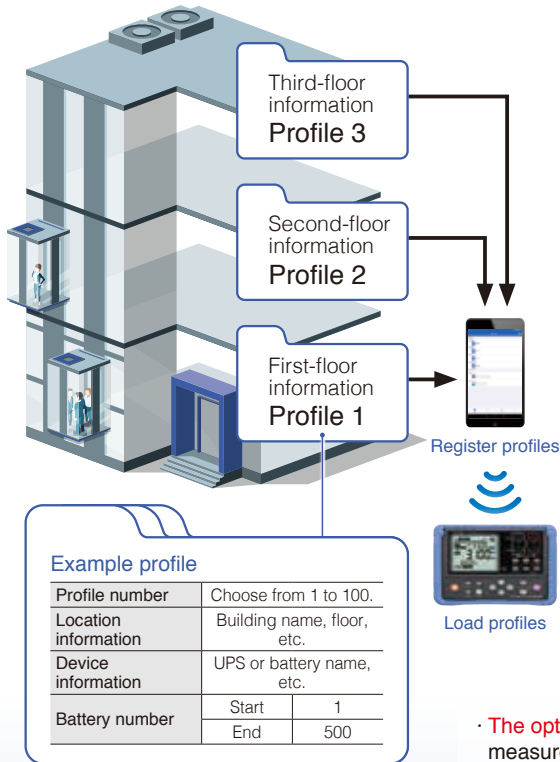 Third-floor
information
Profile 3
Second-floor
information
Profile 2
First-floor
information
Profile 1
Register profiles
Load profiles
Example profile
Profile number Choose from 1 to 100.
Location information Building name, floor, etc.
Device information UPS or battery name, etc.
Battery number Start 1
End 500
· The opt
measure